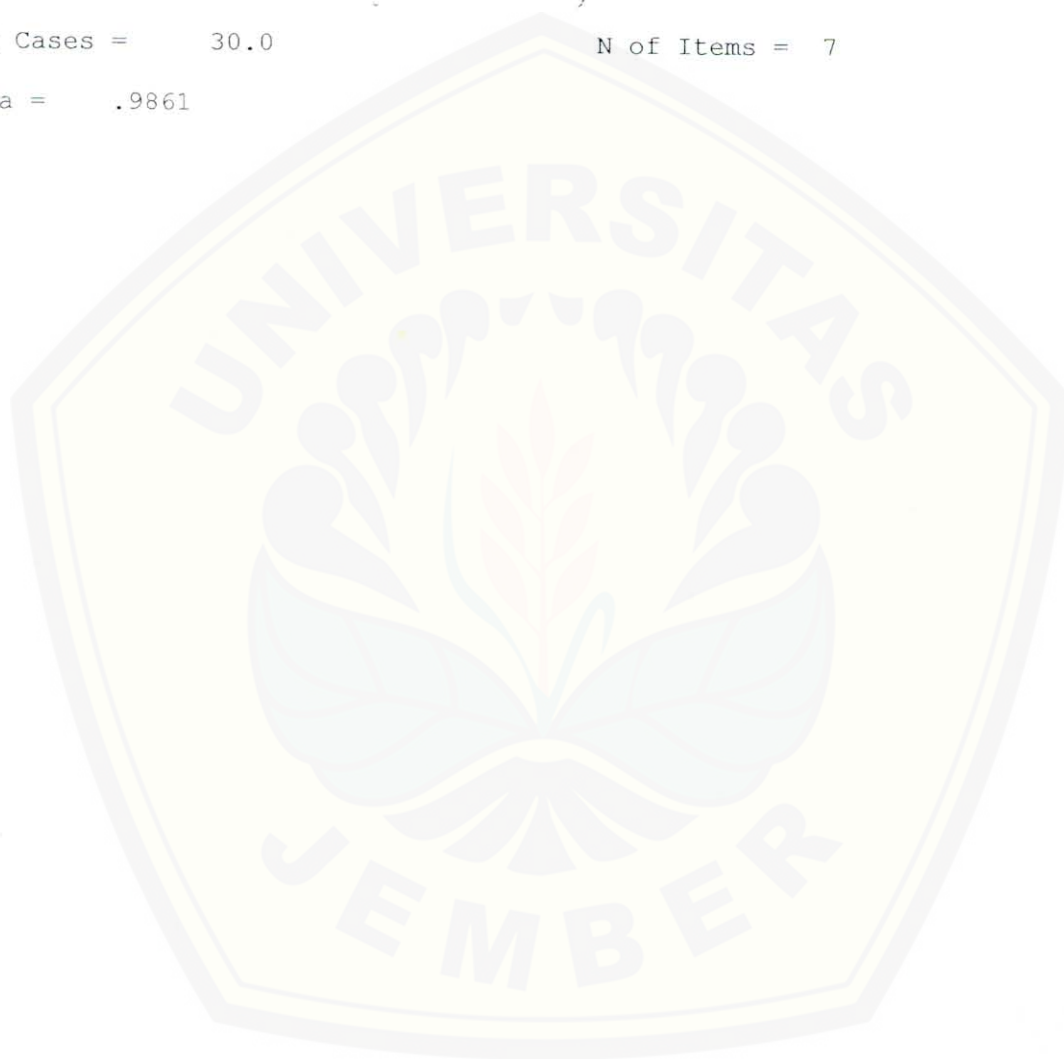 Cases = 30.0 N of Items = 7
a = .9861
UNIVERSITAS
JEMBER